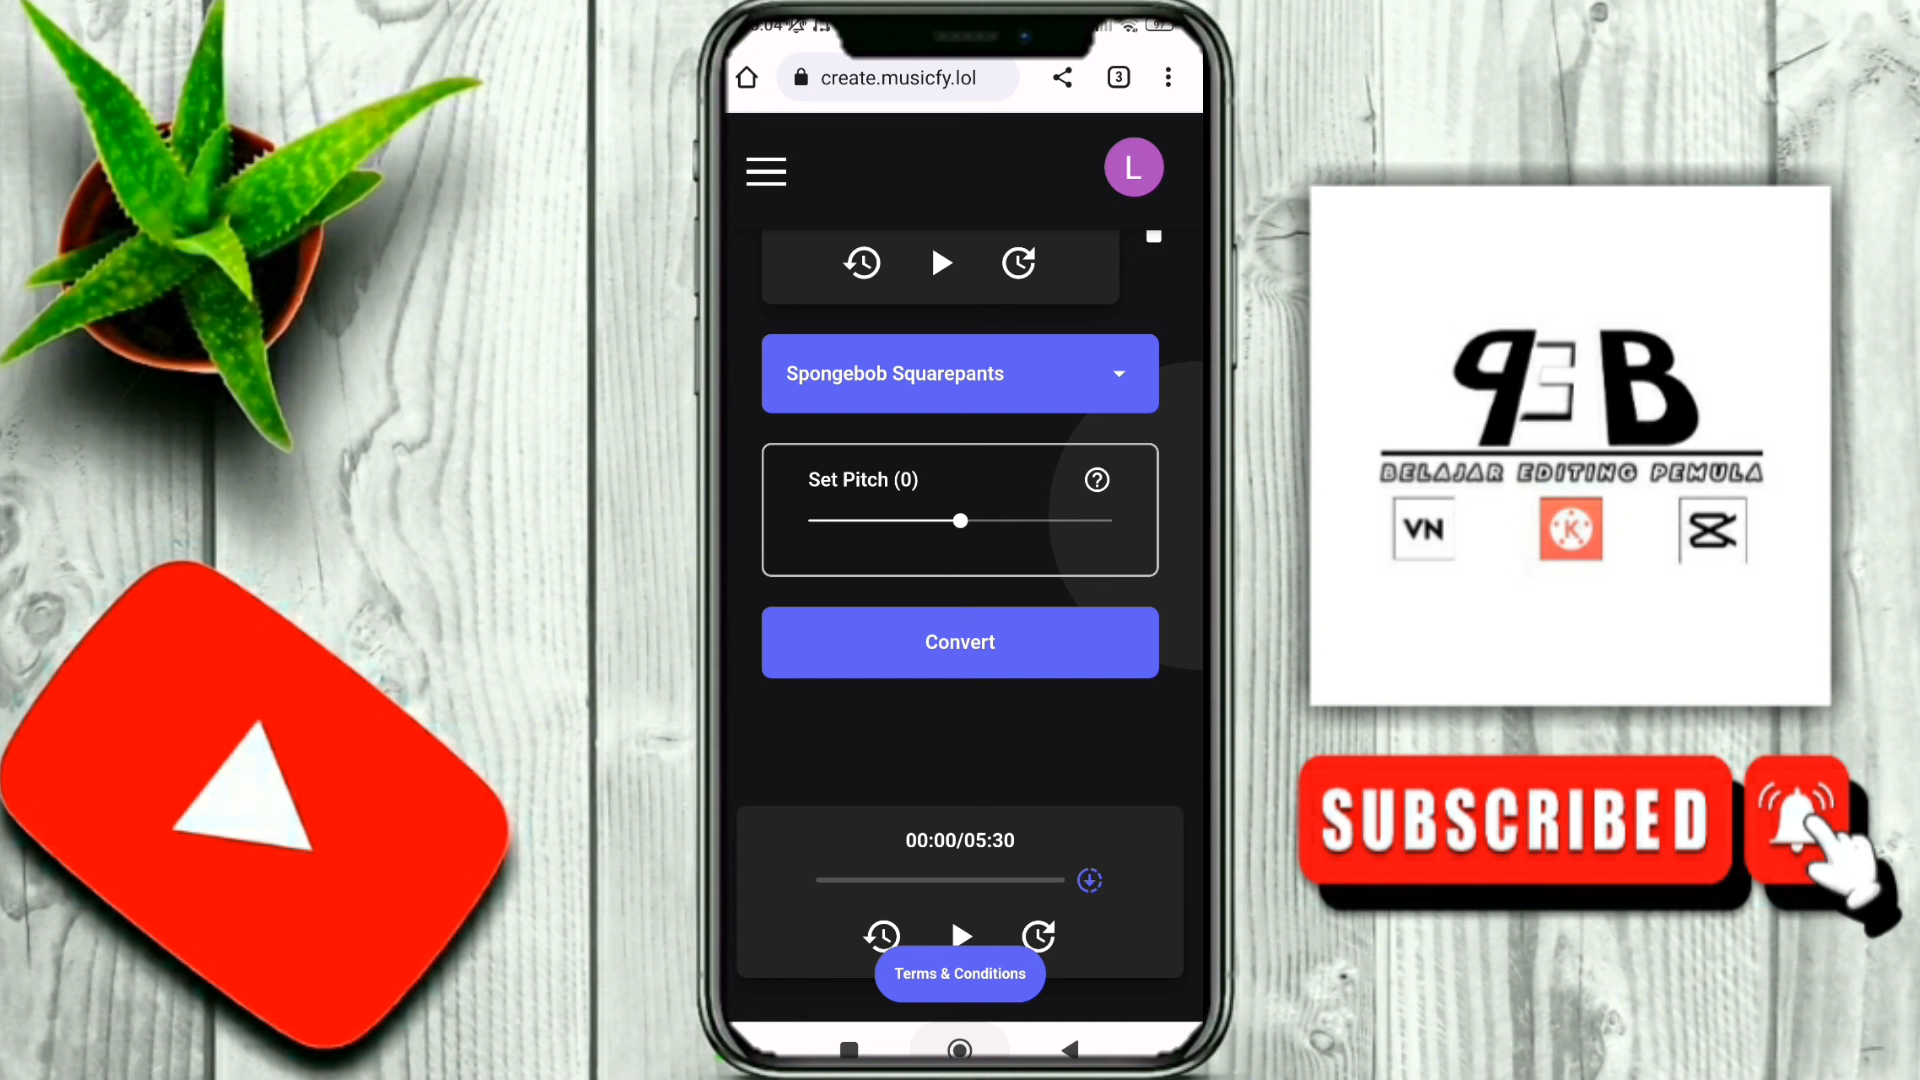 create.musicfy.lol
3
L
Spongebob Squarepants
Set Pitch (0)
Convert
00:00/05:30
Terms & Conditions
BELAJAR EDITING PEMULA
VN
K
SUBSCRIBED